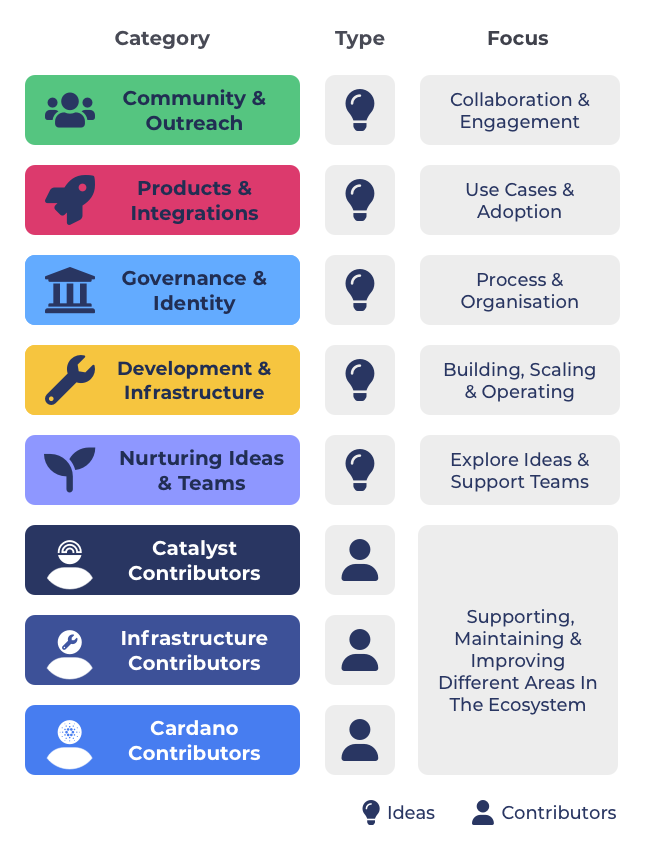 Category
Type
Focus
Community &
Outreach
Collaboration &
Engagement
Products &
Integrations
Use Cases &
Adoption
Governance &
Identity
Process &
Organisation
Development &
Infrastructure
Building, Scaling
& Operating
Nurturing Ideas
& Teams
Explore Ideas &
Support Teams
Catalyst
Contributors
Infrastructure
Contributors
Cardano
Contributors
Supporting,
Maintaining &
Improving
Different Areas In
The Ecosystem
Ideas
Contributors